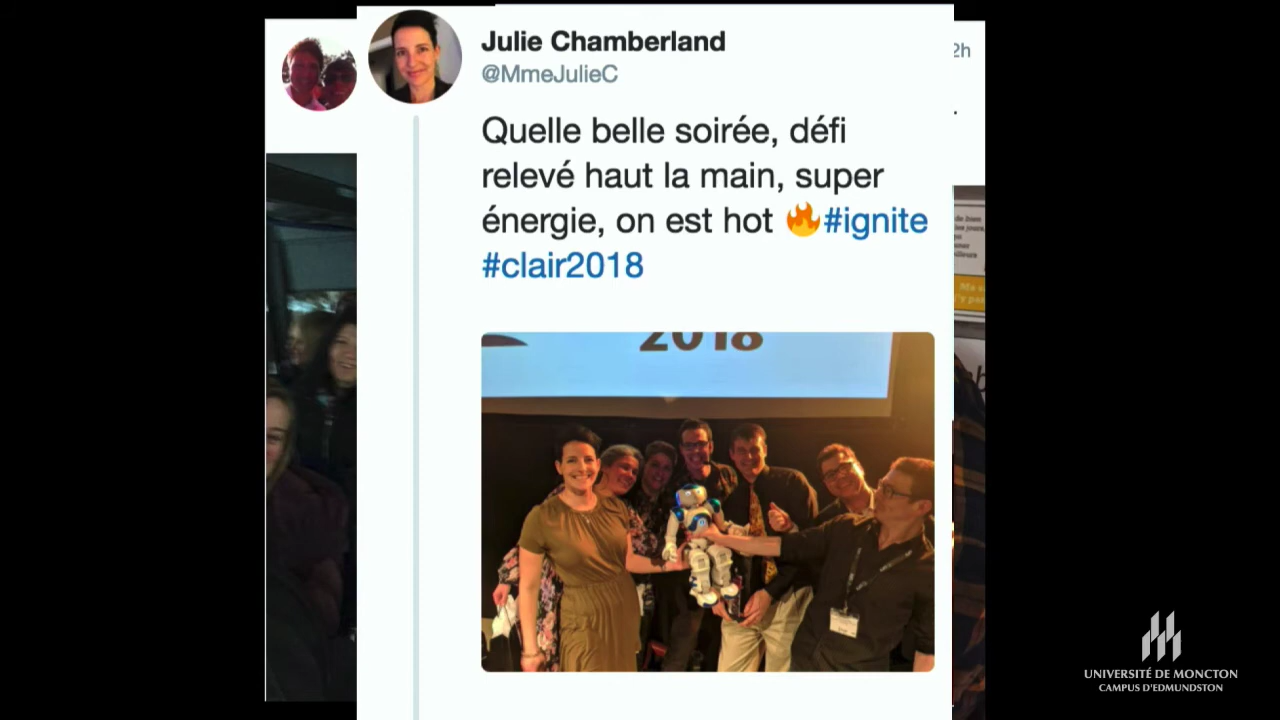 Julie Chamberland
@MmeJulieC
2h
Quelle belle soirée, défi
relevé haut la main, super
énergie, on est hot 🔥#ignite
#clair2018
2018
UNIVERSITÉ DE MONCTON
CAMPUS D'EDMUNDSTON